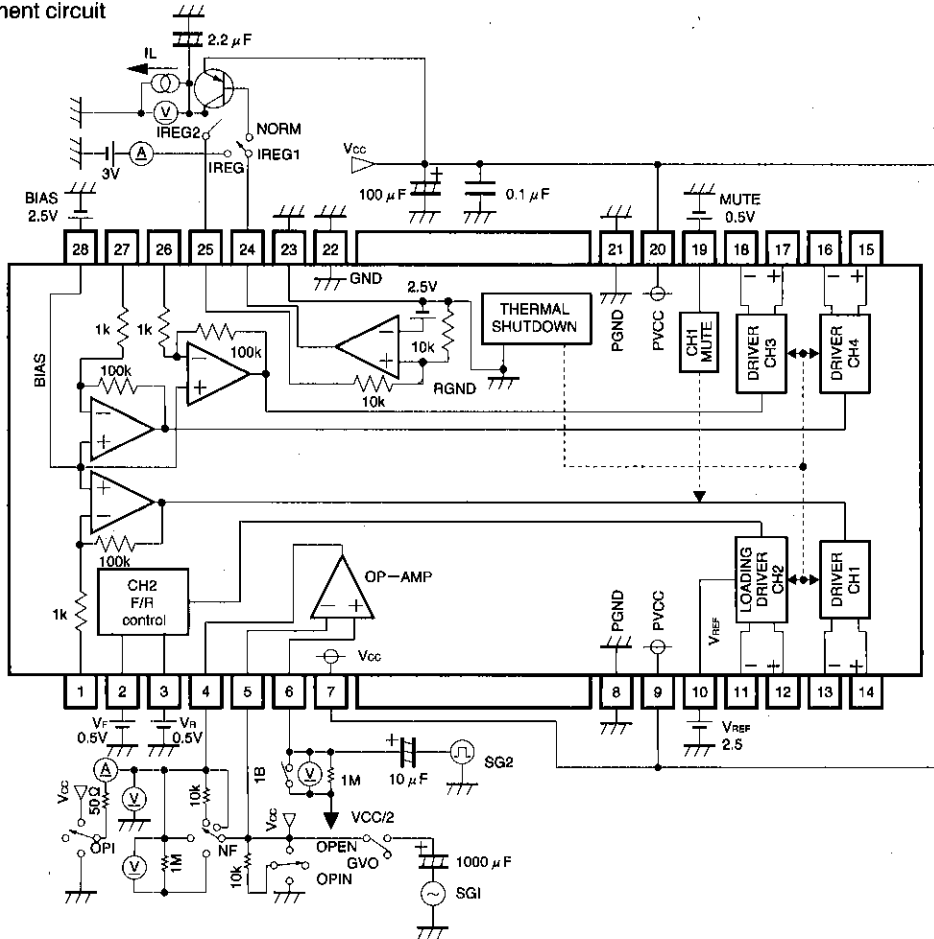 nent circuit
2.2 μF
IL
V
IREG2
NORM
IREG1
IREG
A
3V
Vcc
100 μF
+
0.1 μF
BIAS
2.5V
MUTE
0.5V
28 27 26 25 24 23 22 21 20 19 18 17 16 15
GND
BIAS
1k
1k
100k
100k
2.5V
10k
10k
RGND
THERMAL
SHUTDOWN
PGND
PVCC
CH1
MUTE
DRIVER
CH3
DRIVER
CH4
− +
− +
−
+
−
+
−
+
+
−
100k
1k
CH2
F/R
control
OP−AMP
− +
Vcc
PGND
PVCC
VREF
LOADING
DRIVER
CH2
DRIVER
CH1
− +
− +
1 2 3 4 5 6 7 8 9 10 11 12 13 14
VF
0.5V
VR
0.5V
VREF
2.5
A
Vcc
50Ω
V
OPI
V
1M
10k
NF
1B
10k
V
1M
+
10 μF
SG2
VCC/2
Vcc
OPEN
GVO
OPIN
+
1000 μF
SG1